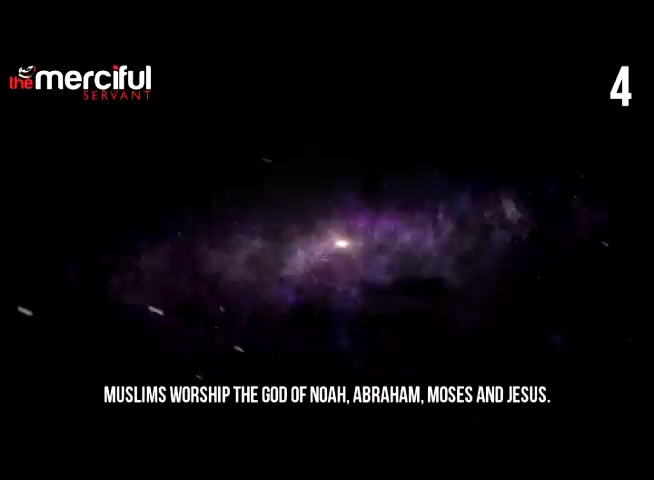 the merciful
SERVANT
4
MUSLIMS WORSHIP THE GOD OF NOAH, ABRAHAM, MOSES AND JESUS.